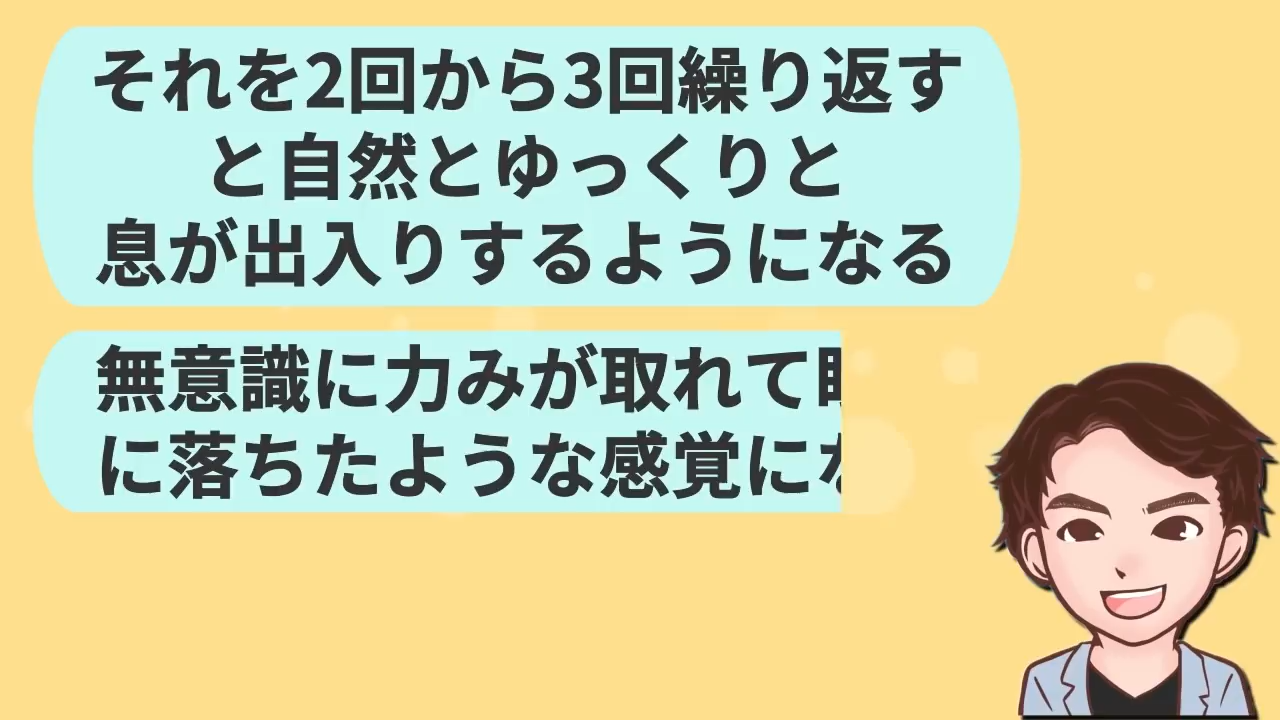 それを2回から3回繰り返す
と自然とゆっくりと
息が出入りするようになる
無意識に力みが取れて
に落ちたような感覚に